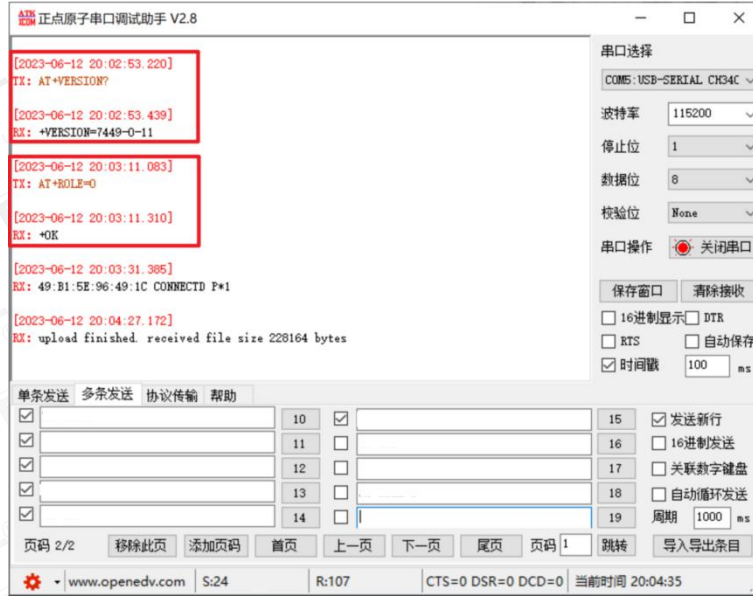 正点原子串口调试助手 V2.8
[2023-06-12 20:02:53.220]
TX: AT+VERSION?
[2023-06-12 20:02:53.439]
RX: +VERSION=7449-0-11
[2023-06-12 20:03:11.083]
TX: AT+ROLE=0
[2023-06-12 20:03:11.310]
RX: +OK
[2023-06-12 20:03:31.385]
RX: 49:B1:5E:96:49:1C CONNECTD P*1
[2023-06-12 20:04:27.172]
RX: upload finished. received file size 228164 bytes
串口选择
COM5:USB-SERIAL CH34C
波特率 115200
停止位 1
数据位 8
校验位 None
串口操作 关闭串口
保存窗口 清除接收
16进制显示 DTR
RTS 自动保存
时间戳 100 ms
单条发送 多条发送 协议传输 帮助
10 15 发送新行
11 16 16进制发送
12 17 关联数字键盘
13 18 自动循环发送
14 19 周期 1000 ms
页码 2/2 移除此页 添加页码 首页 上一页 下一页 尾页 页码 1 跳转 导入导出条目
www.openedv.com S:24 R:107 CTS=0 DSR=0 DCD=0 当前时间 20:04:35